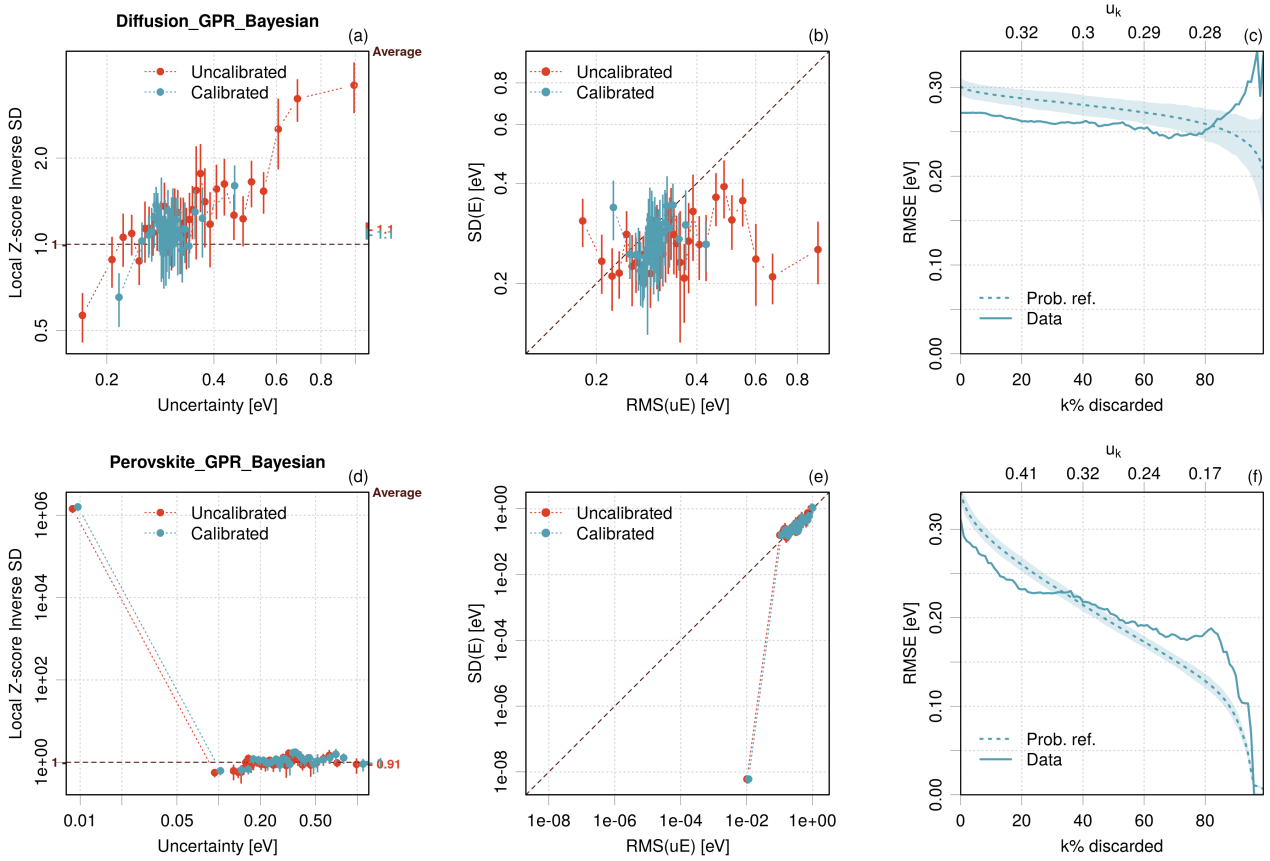 Diffusion_GPR_Bayesian
(a)
Average
Uncalibrated
Calibrated
Local Z-score Inverse SD
0.5
1.0
2.0
1
1.1
1.1
0.2
0.4
0.6
0.8
Uncertainty [eV]
(b)
Uncalibrated
Calibrated
SD(E) [eV]
0.2
0.4
0.6
0.8
0.2
0.4
0.6
0.8
RMS(uE) [eV]
uk
0.32
0.3
0.29
0.28
(c)
RMSE [eV]
0.00
0.10
0.20
0.30
Prob. ref.
Data
0
20
40
60
80
k% discarded
Perovskite_GPR_Bayesian
(d)
Average
Uncalibrated
Calibrated
Local Z-score Inverse SD
1e+00
1e+02
1e+04
1e+06
1
0.91
0.01
0.05
0.20
0.50
Uncertainty [eV]
(e)
Uncalibrated
Calibrated
SD(E) [eV]
1e-08
1e-06
1e-04
1e-02
1e+00
1e-08
1e-06
1e-04
1e-02
1e+00
RMS(uE) [eV]
uk
0.41
0.32
0.24
0.17
(f)
RMSE [eV]
0.00
0.10
0.20
0.30
Prob. ref.
Data
0
20
40
60
80
k% discarded